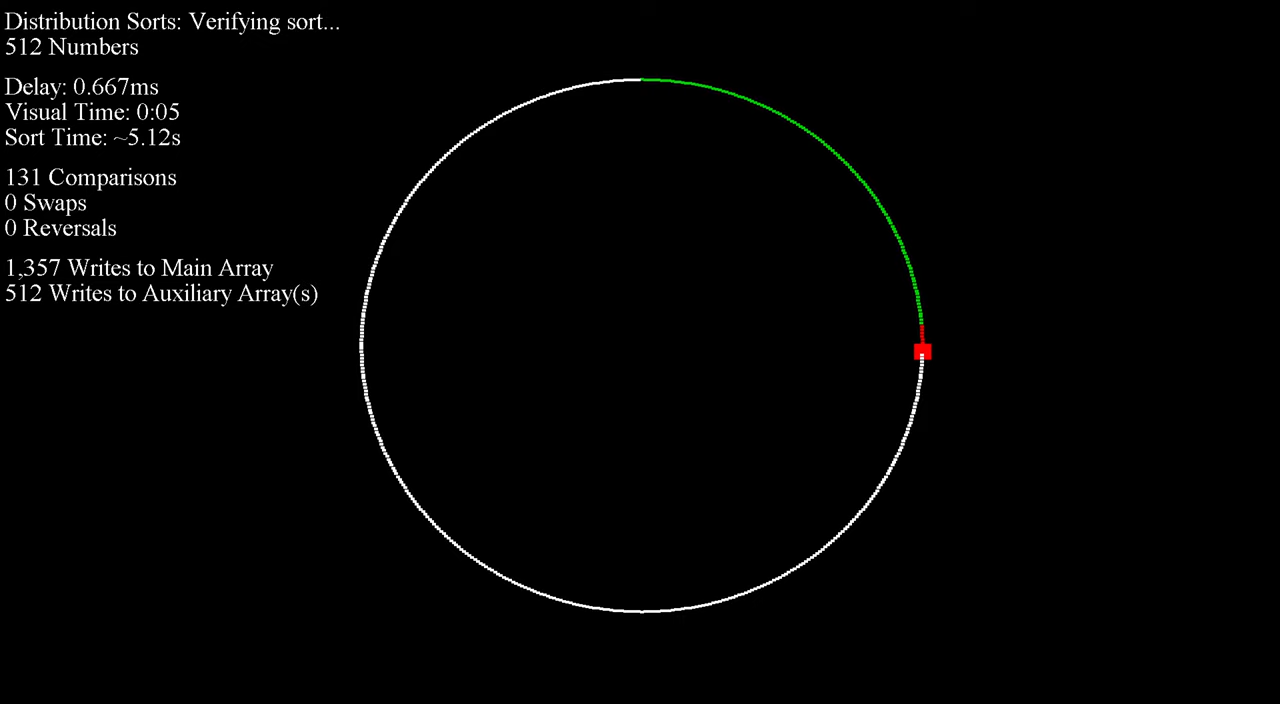 Distribution Sorts: Verifying sort...
512 Numbers
Delay: 0.667ms
Visual Time: 0:05
Sort Time: ~5.12s
131 Comparisons
0 Swaps
0 Reversals
1,357 Writes to Main Array
512 Writes to Auxiliary Array(s)